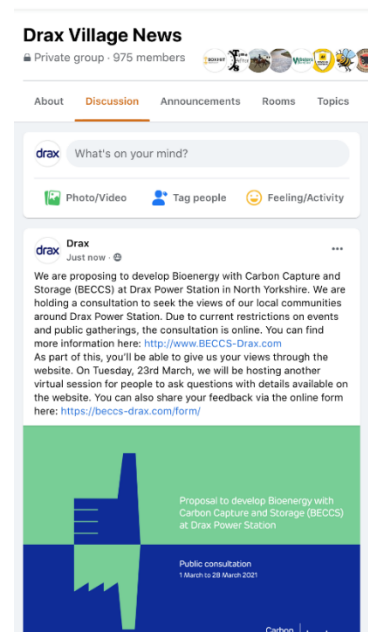 Drax Village News
Private group · 975 members
About Discussion Announcements Rooms Topics
drax What's on your mind?
Photo/Video Tag people Feeling/Activity
drax Drax
Just now ·
We are proposing to develop Bioenergy with Carbon Capture and
Storage (BECCS) at Drax Power Station in North Yorkshire. We are
holding a consultation to seek the views of our local communities
around Drax Power Station. Due to current restrictions on events
and public gatherings, the consultation is online. You can find
more information here: http://www.BECCS-Drax.com
As part of this, you'll be able to give us your views through the
website. On Tuesday, 23rd March, we will be hosting another
virtual session for people to ask questions with details available on
the website. You can also share your feedback via the online form
here: https://beccs-drax.com/form/
Proposal to develop Bioenergy with
Carbon Capture and Storage (BECCS)
at Drax Power Station
Public consultation
1 March to 28 March 2021
Carbon